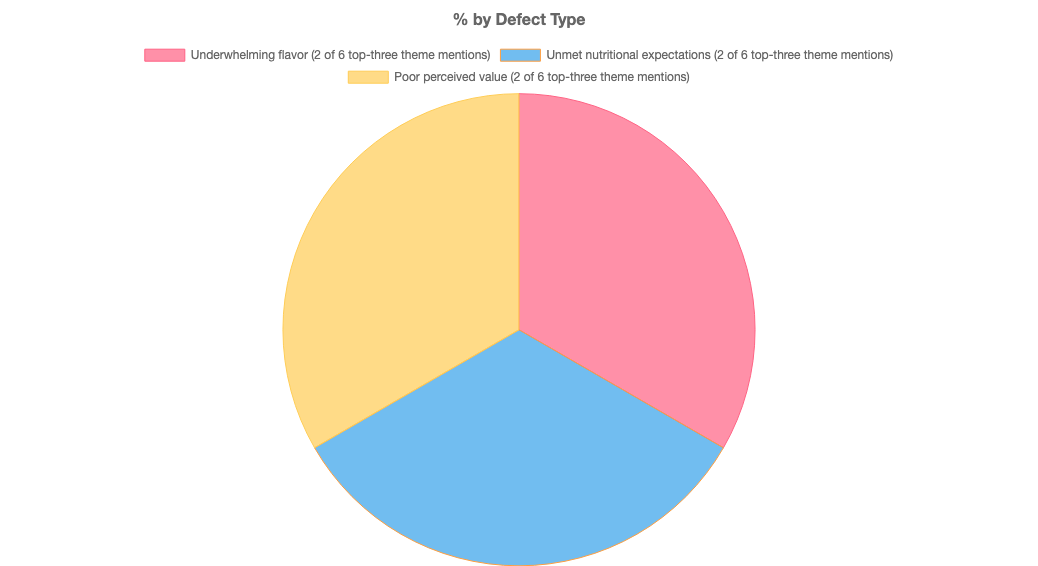 % by Defect Type
Underwhelming flavor (2 of 6 top-three theme mentions) Unmet nutritional expectations (2 of 6 top-three theme mentions)
Poor perceived value (2 of 6 top-three theme mentions)